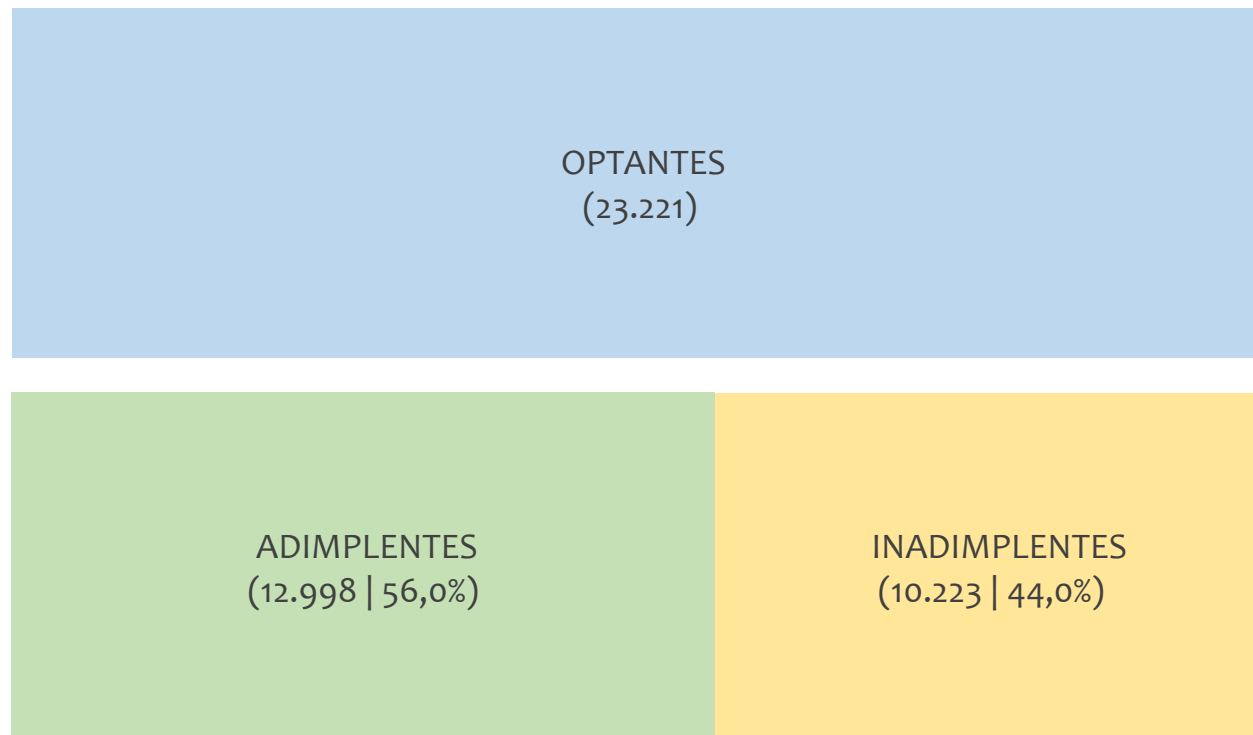 OPTANTES
(23.221)
ADIMPLENTES
(12.998 | 56,0%)
INADIMPLENTES
(10.223 | 44,0%)